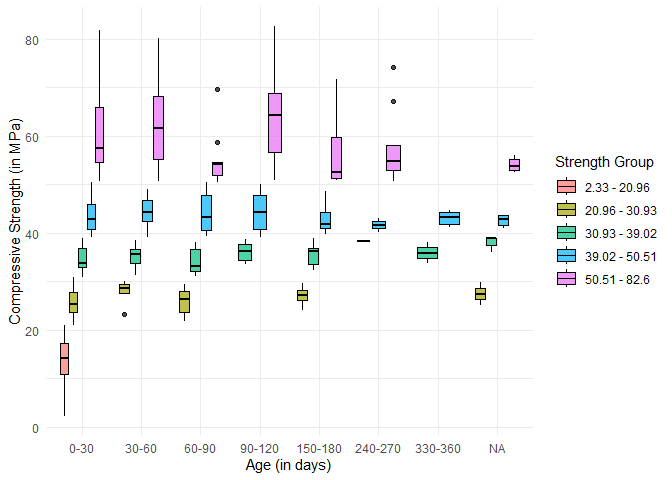 80
60
40
20
0
Compressive Strength (in MPa)
0-30 30-60 60-90 90-120 150-180 240-270 330-360 NA
Age (in days)
Strength Group
2.33 - 20.96
20.96 - 30.93
30.93 - 39.02
39.02 - 50.51
50.51 - 82.6